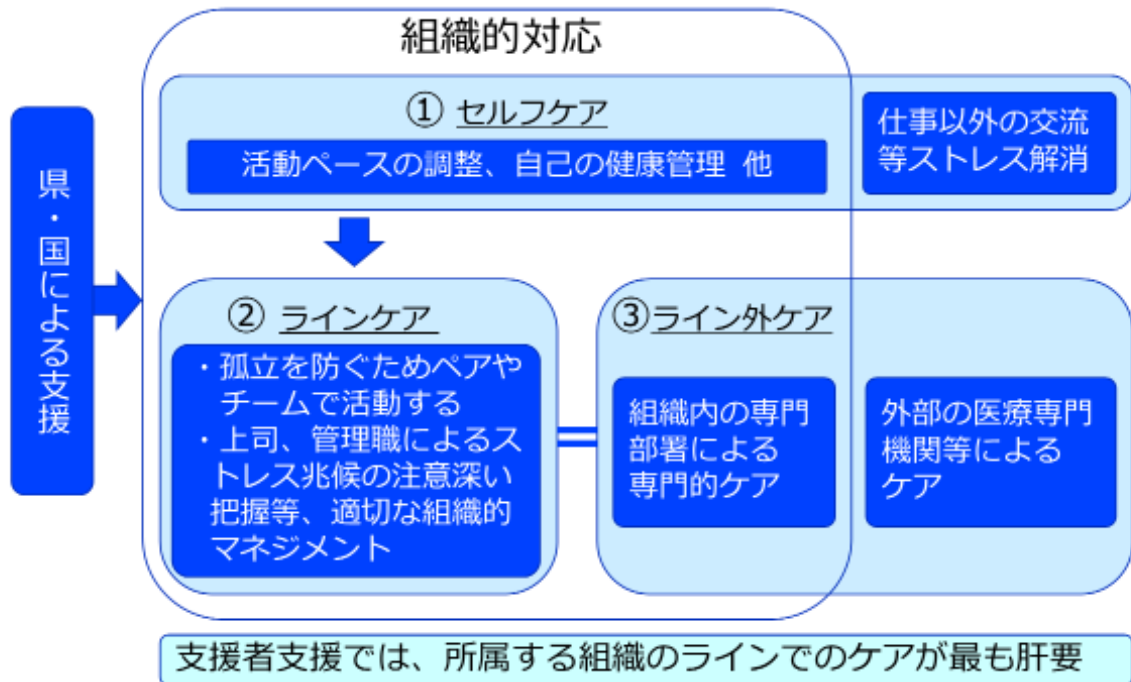 組織的対応
県・国による支援
① セルフケア
活動ペースの調整、自己の健康管理 他
仕事以外の交流
等ストレス解消
② ラインケア
・孤立を防ぐためペアや
チームで活動する
・上司、管理職によるス
トレス兆候の注意深い
把握等、適切な組織的
マネジメント
③ライン外ケア
組織内の専門
部署による
専門的ケア
外部の医療専門
機関等による
ケア
支援者支援では、所属する組織のラインでのケアが最も肝要